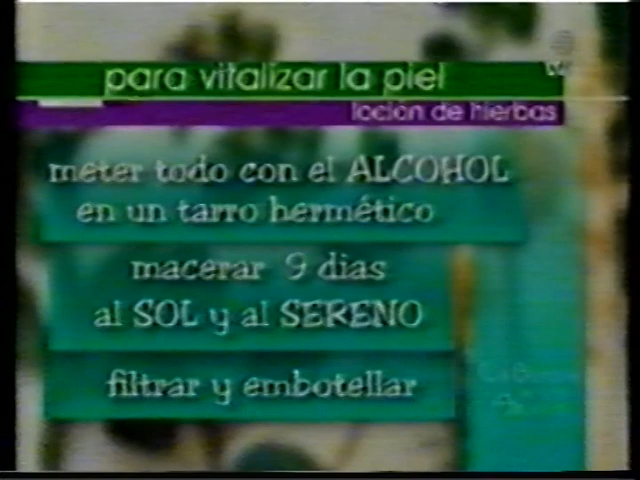 para vitalizar la piel
loción de hierbas
meter todo con el ALCOHOL
en un tarro hermético
macerar 9 dias
al SOL y al SERENO
filtrar y embotellar